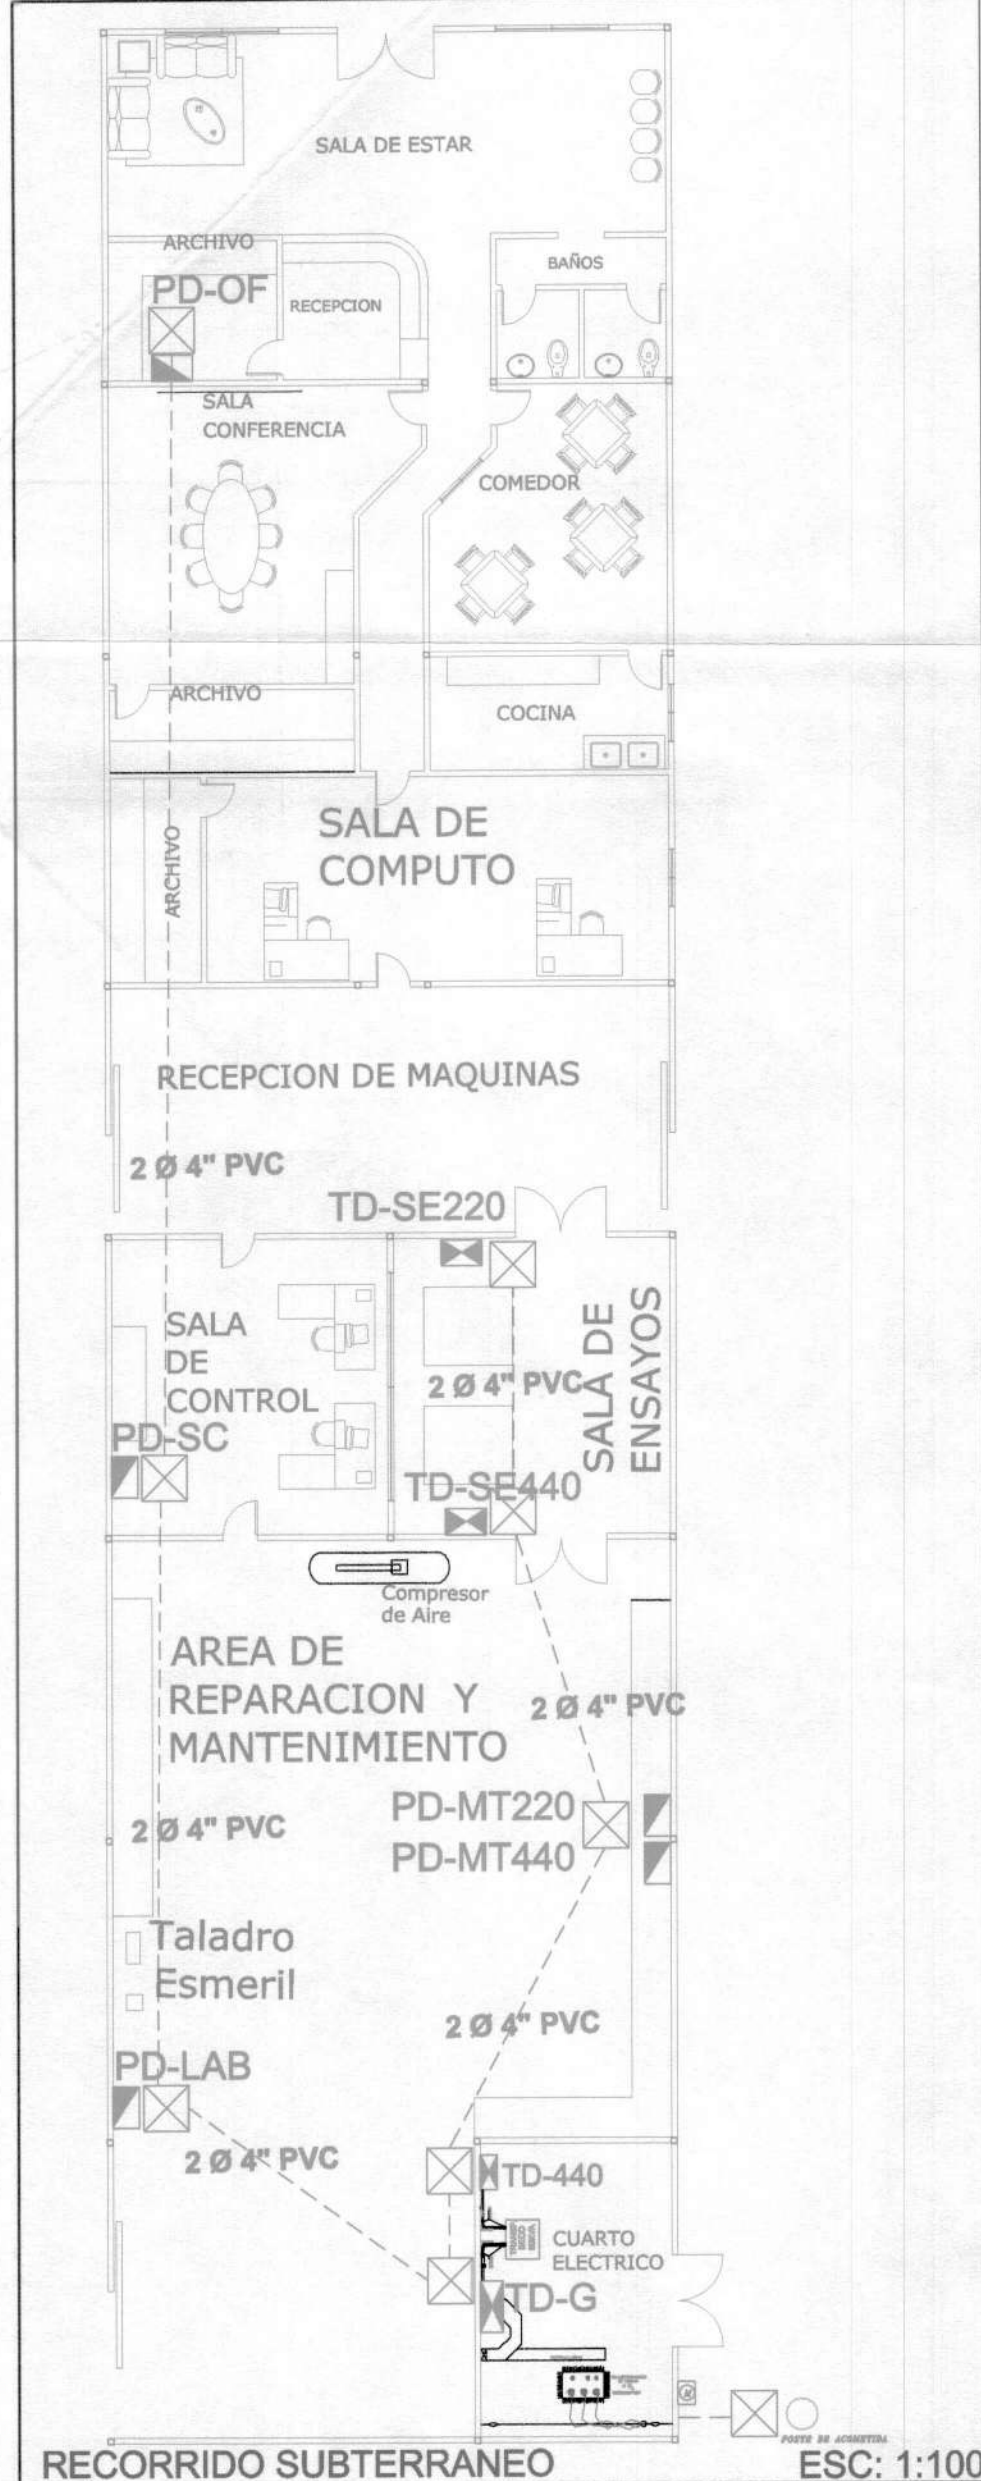 SALA DE ESTAR
ARCHIVO
BAÑOS
PD-OF
RECEPCION
SALA
CONFERENCIA
COMEDOR
ARCHIVO
COCINA
SALA DE
COMPUTO
ARCHIVO
RECEPCION DE MAQUINAS
2 Ø 4" PVC
TD-SE220
SALA
DE
CONTROL
SALA DE
ENSAYOS
2 Ø 4" PVC
PD-SC
TD-SE440
Compresor
de Aire
AREA DE
REPARACION Y
MANTENIMIENTO
2 Ø 4" PVC
PD-MT220
2 Ø 4" PVC
PD-MT440
Taladro
Esmeril
2 Ø 4" PVC
PD-LAB
2 Ø 4" PVC
TD-440
CUARTO
ELECTRICO
TD-G
POSTE DE ACOMETIDA
RECORRIDO SUBTERRANEO
ESC: 1:100